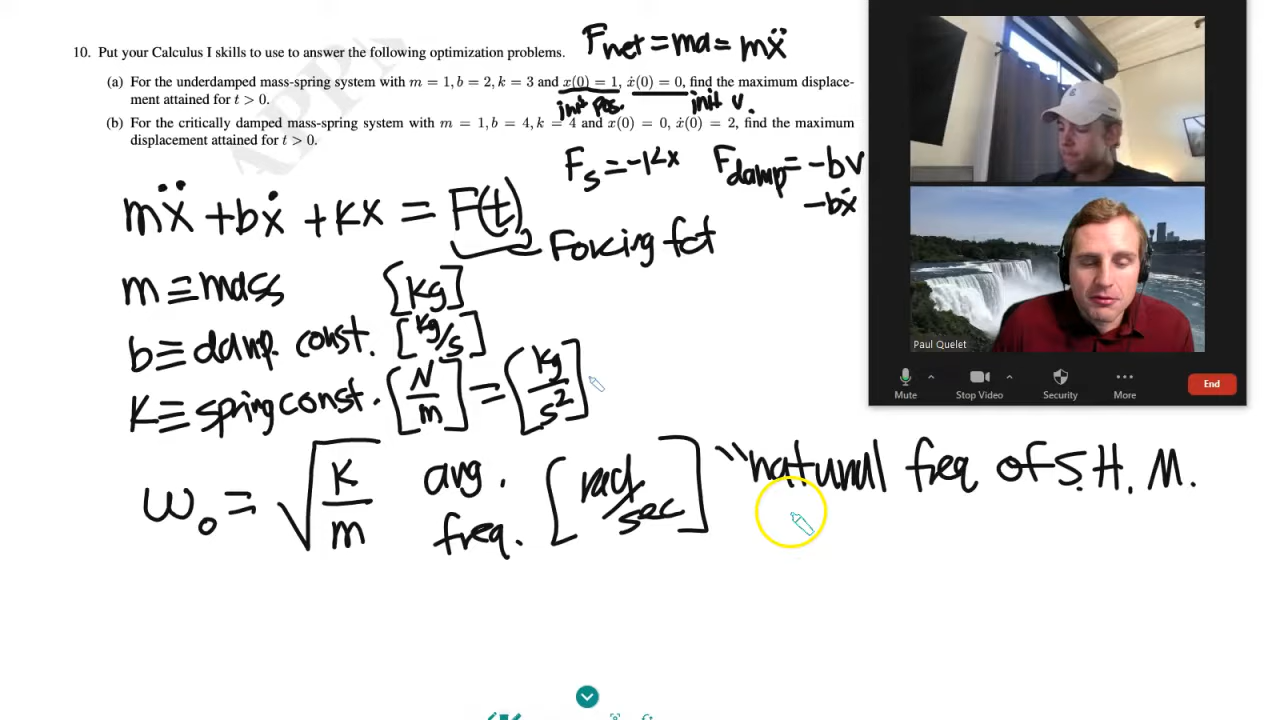 10. Put your Calculus I skills to use to answer the following optimization problems.
Fnet = ma = mẍ
(a) For the underdamped mass-spring system with m = 1, b = 2, k = 3 and x(0) = 1, ẋ(0) = 0, find the maximum displace-
ment attained for t > 0.
init pos. init v.
(b) For the critically damped mass-spring system with m = 1, b = 4, k = 4 and x(0) = 0, ẋ(0) = 2, find the maximum
displacement attained for t > 0.
Fs = -kx Fdamp = -bv
-bẋ
mẍ + bẋ + kx = F(t)
Forcing fct
m ≡ mass [kg]
b ≡ damp. const. [kg/s]
k ≡ spring const. [N/m] = [kg/s²]
ω₀ = √(k/m) ang. freq. [rad/sec] "natural freq of S.H.M.
Paul Quelet
Mute Stop Video Security More End